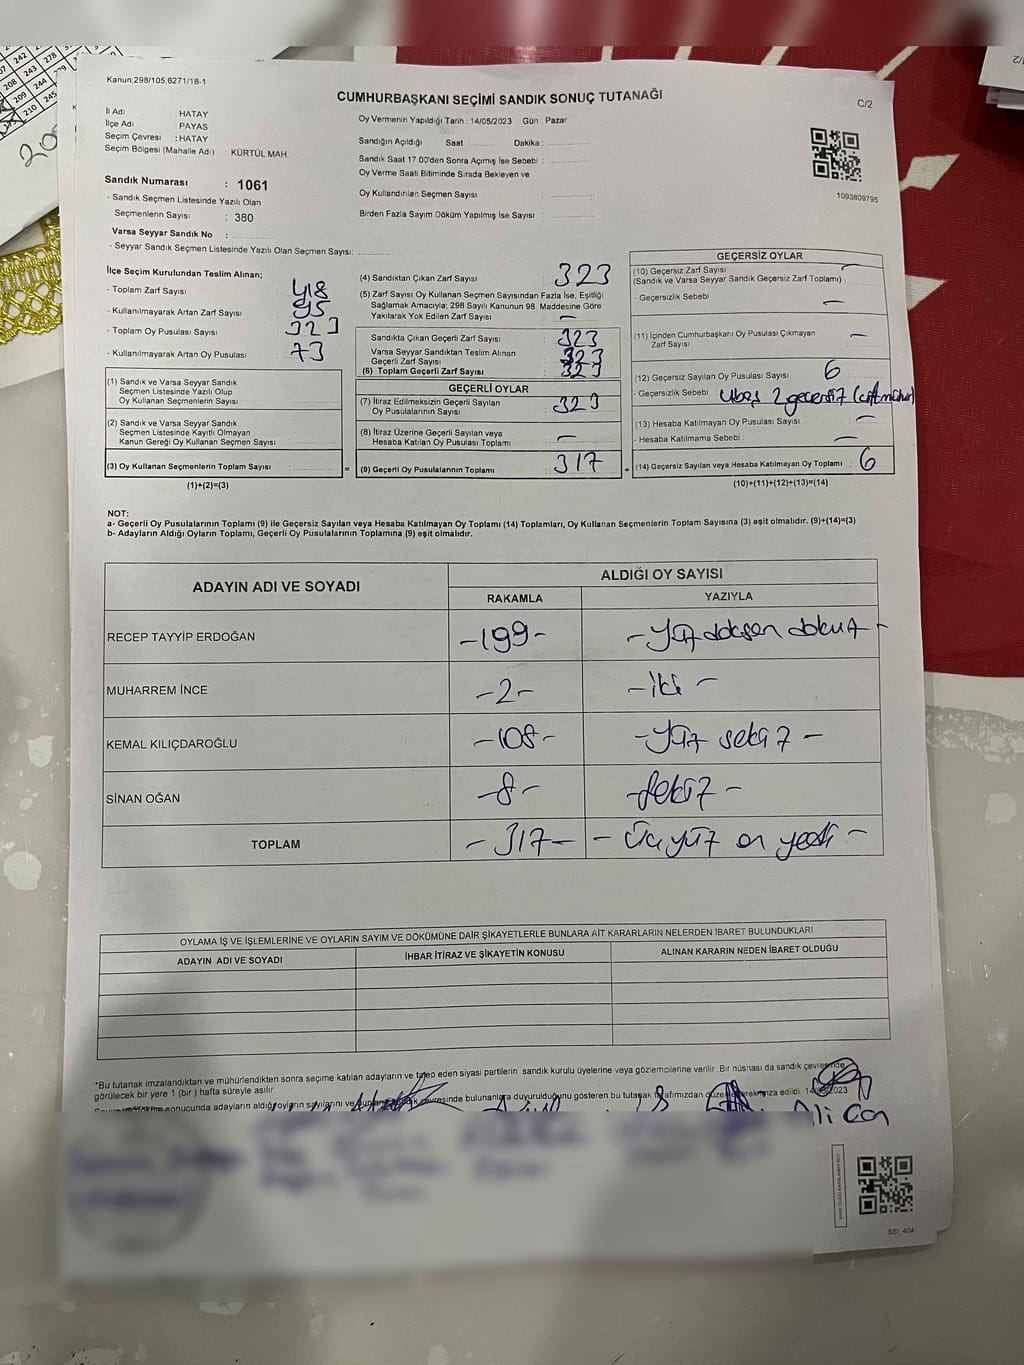 Kanun:298/105;6271/18-1
CUMHURBAŞKANI SEÇİMİ SANDIK SONUÇ TUTANAĞI
C/2
İl Adı : HATAY
İlçe Adı : PAYAS
Seçim Çevresi : HATAY
Seçim Bölgesi (Mahalle Adı) : KÜRTÜL MAH.
Oy Vermenin Yapıldığı Tarih : 14/05/2023 Gün : Pazar
Sandığın Açıldığı Saat : Dakika :
Sandık Saat 17:00'den Sonra Açımış İse Sebebi :
Oy Verme Saati Bitiminde Sırada Bekleyen ve
Oy Kullandırılan Seçmen Sayısı :
Birden Fazla Sayım Döküm Yapılmış İse Sayısı :
1093809795
Sandık Numarası : 1061
- Sandık Seçmen Listesinde Yazılı Olan
Seçmenlerin Sayısı : 380
Varsa Seyyar Sandık No :
- Seyyar Sandık Seçmen Listesinde Yazılı Olan Seçmen Sayısı:
İlçe Seçim Kurulundan Teslim Alınan;
- Toplam Zarf Sayısı : 418
- Kullanılmayarak Artan Zarf Sayısı : 95
- Toplam Oy Pusulası Sayısı : 323
- Kullanılmayarak Artan Oy Pusulası : 73
(1) Sandık ve Varsa Seyyar Sandık
Seçmen Listesinde Yazılı Olup
Oy Kullanan Seçmenlerin Sayısı :
(2) Sandık ve Varsa Seyyar Sandık
Seçmen Listesinde Kayıtlı Olmayan
Kanun Gereği Oy Kullanan Seçmen Sayısı :
(3) Oy Kullanan Seçmenlerin Toplam Sayısı : =
(1)+(2)=(3)
(4) Sandıktan Çıkan Zarf Sayısı : 323
(5) Zarf Sayısı Oy Kullanan Seçmen Sayısından Fazla İse, Eşitliği
Sağlamak Amacıyla; 298 Sayılı Kanunun 98. Maddesine Göre
Yakılarak Yok Edilen Zarf Sayısı : —
Sandıkta Çıkan Geçerli Zarf Sayısı : 323
Varsa Seyyar Sandıktan Teslim Alınan
Geçerli Zarf Sayısı : 323
(6) Toplam Geçerli Zarf Sayısı : 323
GEÇERLİ OYLAR
(7) İtiraz Edilmeksizin Geçerli Sayılan
Oy Pusulalarının Sayısı : 323
(8) İtiraz Üzerine Geçerli Sayılan veya
Hesaba Katılan Oy Pusulası Toplamı : —
(9) Geçerli Oy Pusulalarının Toplamı : 317 +
GEÇERSİZ OYLAR
(10) Geçersiz Zarf Sayısı : —
(Sandık ve Varsa Seyyar Sandık Geçersiz Zarf Toplamı)
- Geçersizlik Sebebi : —
(11) İçinden Cumhurbaşkanı Oy Pusulası Çıkmayan
Zarf Sayısı : —
(12) Geçersiz Sayılan Oy Pusulası Sayısı : 6
- Geçersizlik Sebebi : 4 boş 2 geçersiz (çift mühür)
(13) Hesaba Katılmayan Oy Pusulası Sayısı : —
- Hesaba Katılmama Sebebi : —
(14) Geçersiz Sayılan veya Hesaba Katılmayan Oy Toplamı : 6
(10)+(11)+(12)+(13)=(14)
NOT:
a- Geçerli Oy Pusulalarının Toplamı (9) ile Geçersiz Sayılan veya Hesaba Katılmayan Oy Toplamı (14) Toplamları, Oy Kullanan Seçmenlerin Toplam Sayısına (3) eşit olmalıdır. (9)+(14)=(3)
b- Adayların Aldığı Oyların Toplamı, Geçerli Oy Pusulalarının Toplamına (9) eşit olmalıdır.
ADAYIN ADI VE SOYADI ALDIĞI OY SAYISI
RAKAMLA YAZIYLA
RECEP TAYYİP ERDOĞAN -199- -Yüz doksan dokuz-
MUHARREM İNCE -2- -iki-
KEMAL KILIÇDAROĞLU -108- -Yüz sekiz-
SİNAN OĞAN -8- -Sekiz-
TOPLAM -317- -Üçyüz on yedi-
OYLAMA İŞ VE İŞLEMLERİNE VE OYLARIN SAYIM VE DÖKÜMÜNE DAİR ŞİKAYETLERLE BUNLARA AİT KARARLARIN NELERDEN İBARET BULUNDUKLARI
ADAYIN ADI VE SOYADI İHBAR İTİRAZ VE ŞİKAYETİN KONUSU ALINAN KARARIN NEDEN İBARET OLDUĞU
"Bu tutanak imzalandıktan ve mühürlendikten sonra seçime katılan adayların ve talep eden siyasi partilerin sandık kurulu üyelerine veya gözlemcilerine verilir .Bir nüshası da sandık çevresinde
görülecek bir yere 1 (bir) hafta süreyle asılır.
sonucunda adayların aldığı oyların sayılarını ve bunların sandık çevresinde bulunanlara duyurulduğunu gösteren bu tutanak tarafımızdan düzenlenerek imza edildi. 14/05/2023
Ali Can
SSİ_404